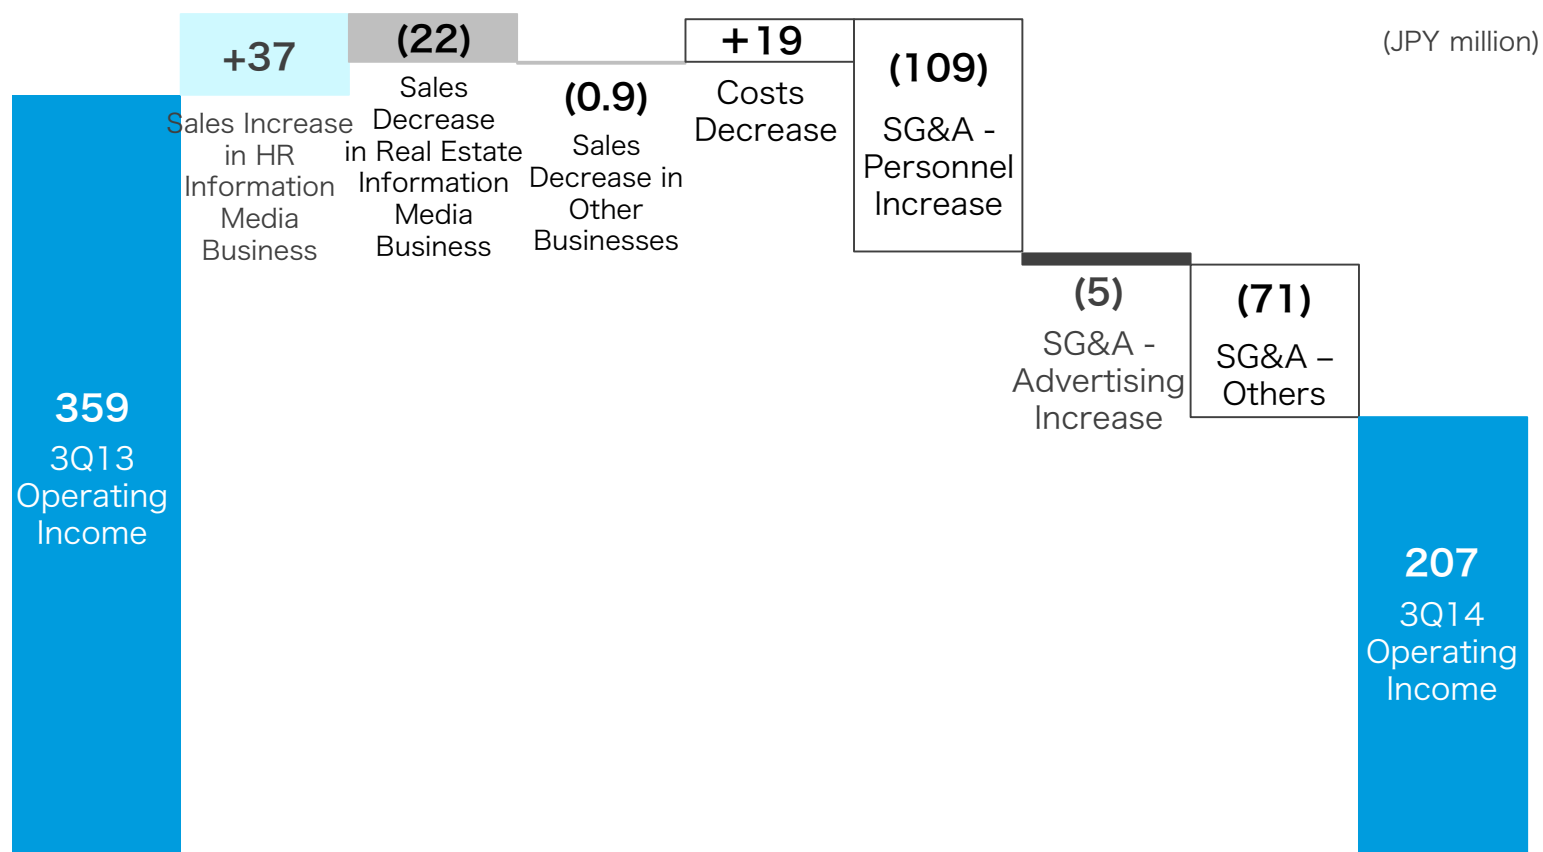 (JPY million)
359
3Q13
Operating
Income
+37
Sales Increase
in HR
Information
Media
Business
(22)
Sales
Decrease
in Real Estate
Information
Media
Business
(0.9)
Sales
Decrease in
Other
Businesses
+19
Costs
Decrease
(109)
SG&A -
Personnel
Increase
(5)
SG&A -
Advertising
Increase
(71)
SG&A –
Others
207
3Q14
Operating
Income